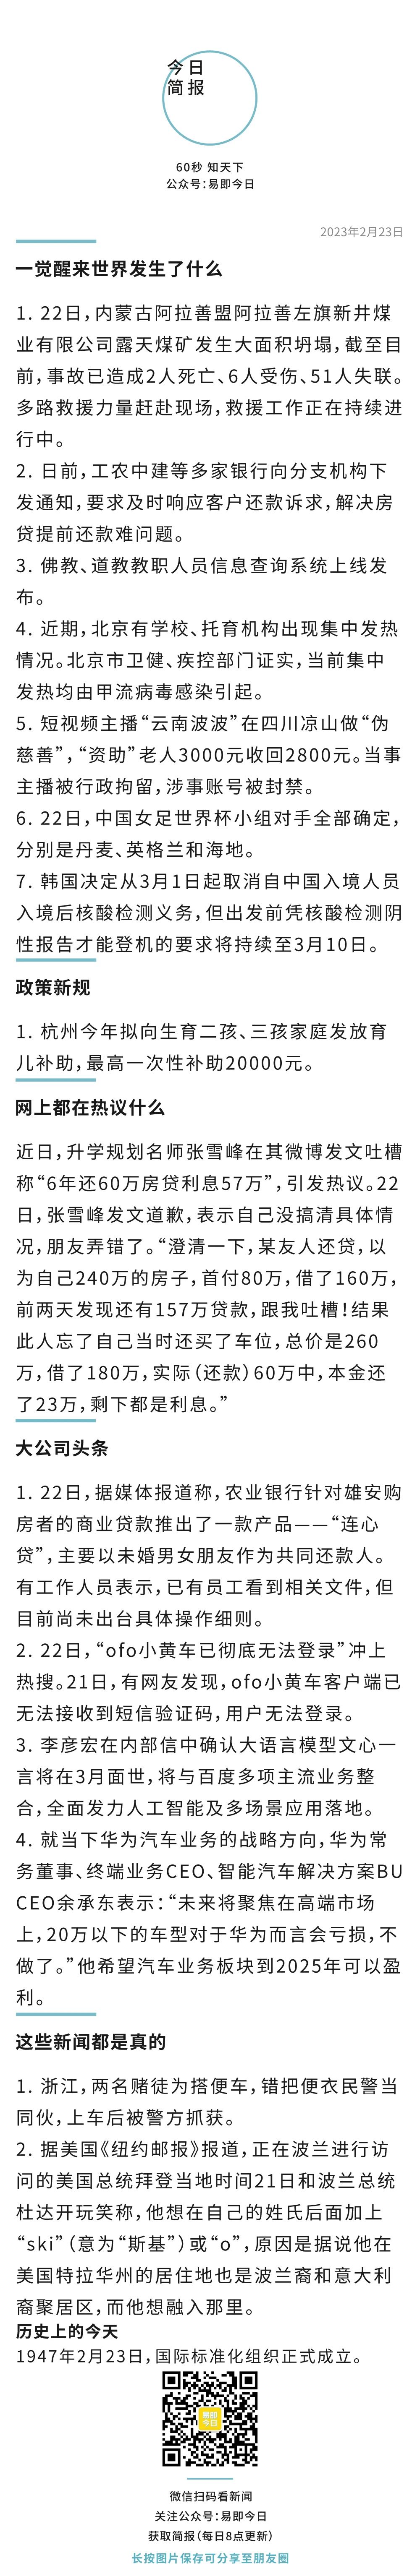 今日
简报
60秒 知天下
公众号:易即今日
2023年2月23日
一觉醒来世界发生了什么
1. 22日,内蒙古阿拉善盟阿拉善左旗新井煤
业有限公司露天煤矿发生大面积坍塌,截至目
前,事故已造成2人死亡、6人受伤、51人失联。
多路救援力量赶赴现场,救援工作正在持续进
行中。
2. 日前,工农中建等多家银行向分支机构下
发通知,要求及时响应客户还款诉求,解决房
贷提前还款难问题。
3. 佛教、道教教职人员信息查询系统上线发
布。
4. 近期,北京有学校、托育机构出现集中发热
情况。北京市卫健、疾控部门证实,当前集中
发热均由甲流病毒感染引起。
5. 短视频主播“云南波波”在四川凉山做“伪
慈善”,“资助”老人3000元收回2800元。当事
主播被行政拘留,涉事账号被封禁。
6. 22日,中国女足世界杯小组对手全部确定,
分别是丹麦、英格兰和海地。
7. 韩国决定从3月1日起取消自中国入境人员
入境后核酸检测义务,但出发前凭核酸检测阴
性报告才能登机的要求将持续至3月10日。
政策新规
1. 杭州今年拟向生育二孩、三孩家庭发放育
儿补助,最高一次性补助20000元。
网上都在热议什么
近日,升学规划名师张雪峰在其微博发文吐槽
称“6年还60万房贷利息57万”,引发热议。22
日,张雪峰发文道歉,表示自己没搞清具体情
况,朋友弄错了。“澄清一下,某友人还贷,以
为自己240万的房子,首付80万,借了160万,
前两天发现还有157万贷款,跟我吐槽!结果
此人忘了自己当时还买了车位,总价是260
万,借了180万,实际(还款)60万中,本金还
了23万,剩下都是利息。”
大公司头条
1. 22日,据媒体报道称,农业银行针对雄安购
房者的商业贷款推出了一款产品——“连心
贷”,主要以未婚男女朋友作为共同还款人。
有工作人员表示,已有员工看到相关文件,但
目前尚未出台具体操作细则。
2. 22日,“ofo小黄车已彻底无法登录”冲上
热搜。21日,有网友发现,ofo小黄车客户端已
无法接收到短信验证码,用户无法登录。
3. 李彦宏在内部信中确认大语言模型文心一
言将在3月面世,将与百度多项主流业务整
合,全面发力人工智能及多场景应用落地。
4. 就当下华为汽车业务的战略方向,华为常
务董事、终端业务CEO、智能汽车解决方案BU
CEO余承东表示:“未来将聚焦在高端市场
上,20万以下的车型对于华为而言会亏损,不
做了。”他希望汽车业务板块到2025年可以盈
利。
这些新闻都是真的
1. 浙江,两名赌徒为搭便车,错把便衣民警当
同伙,上车后被警方抓获。
2. 据美国《纽约邮报》报道,正在波兰进行访
问的美国总统拜登当地时间21日和波兰总统
杜达开玩笑称,他想在自己的姓氏后面加上
“ski”(意为“斯基”)或“o”,原因是据说他在
美国特拉华州的居住地也是波兰裔和意大利
裔聚居区,而他想融入那里。
历史上的今天
1947年2月23日,国际标准化组织正式成立。
易即
今日
微信扫码看新闻
关注公众号:易即今日
获取简报(每日8点更新)
长按图片保存可分享至朋友圈